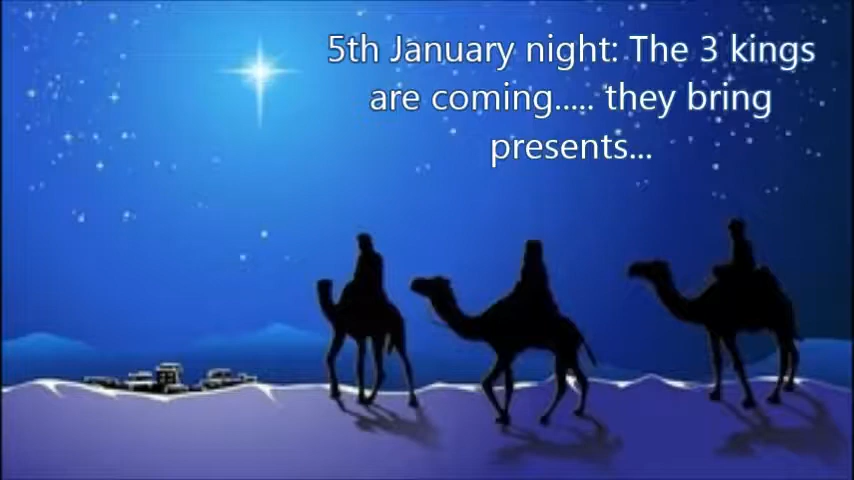 5th January night: The 3 kings
are coming..... they bring
presents...